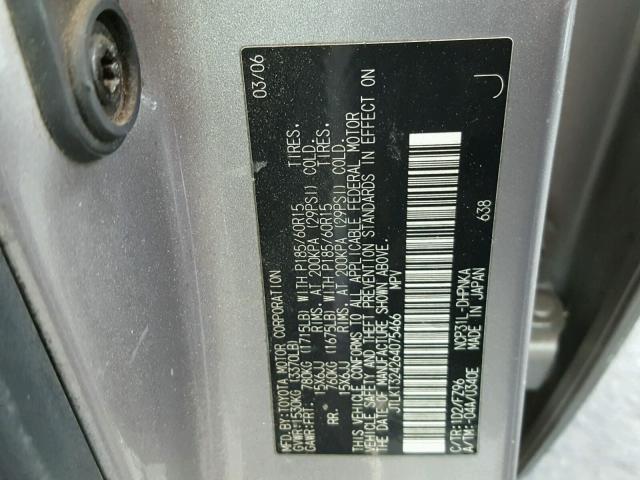 MFD.BY:TOYOTA MOTOR CORPORATION 03/06
GVWR:1530KG (3370LB)
GAWR:FRT. 780KG (1715LB) WITH P185/60R15 TIRES.
15X6JJ RIMS. AT 200KPA (29PSI) COLD.
RR. 760KG (1675LB) WITH P185/60R15 TIRES.
15X6JJ RIMS. AT 200KPA (29PSI) COLD.
THIS VEHICLE CONFORMS TO ALL APPLICABLE FEDERAL MOTOR
VEHICLE SAFETY AND THEFT PREVENTION STANDARDS IN EFFECT ON
THE DATE OF MANUFACTURE SHOWN ABOVE.
JTLKT324264075466 MPV
J
638
C/TR:1D2/FZ96 NCP31L-DHPNKA
A/TM:-04A/U340E MADE IN JAPAN